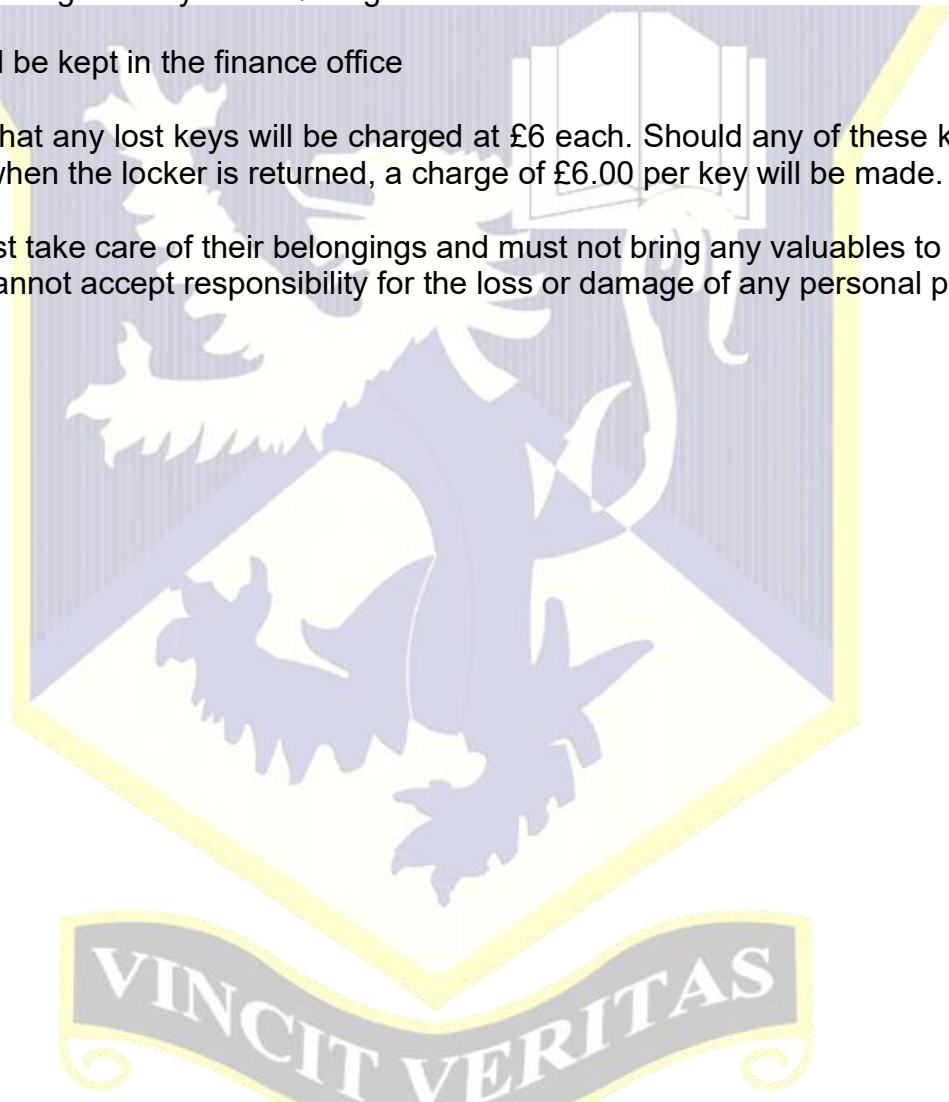 be kept in the finance office
hat any lost keys will be charged at £6 each. Should any of these k
when the locker is returned, a charge of £6.00 per key will be made.
st take care of their belongings and must not bring any valuables to
annot accept responsibility for the loss or damage of any personal p
VINCIT VERITAS